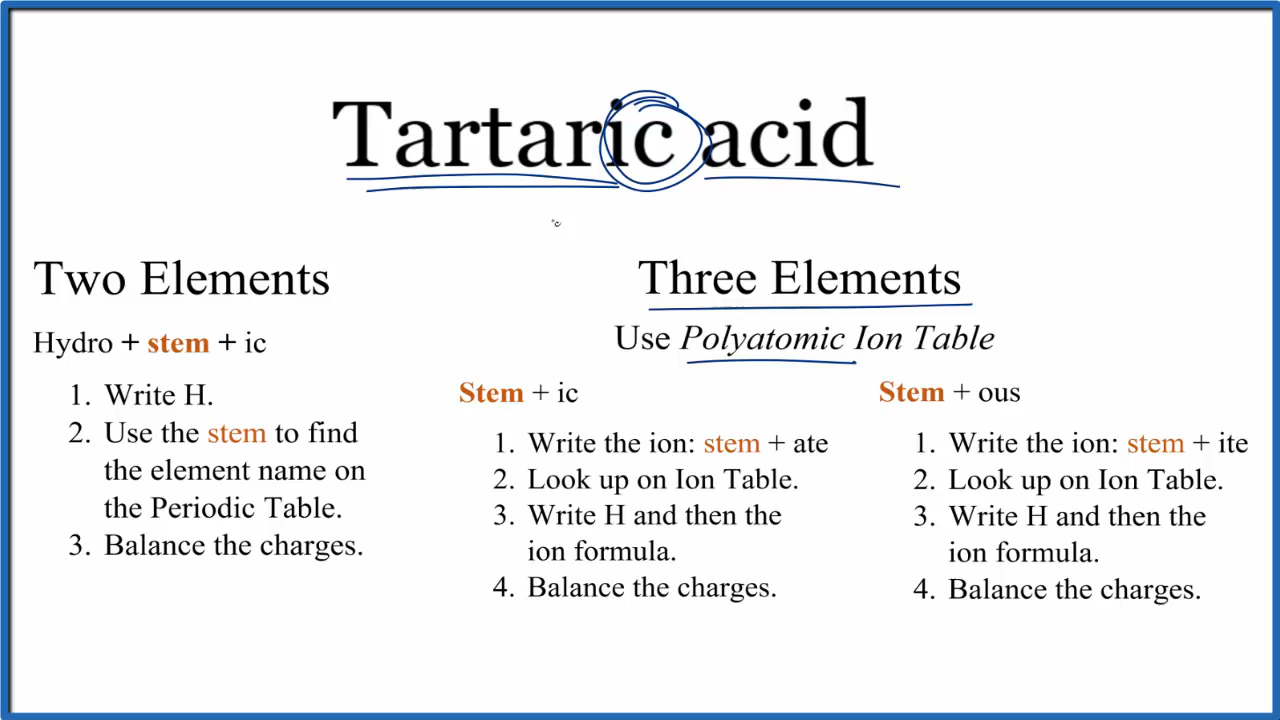 Tartaric acid
Two Elements
Hydro + stem + ic
1. Write H.
2. Use the stem to find
the element name on
the Periodic Table.
3. Balance the charges.
Three Elements
Use Polyatomic Ion Table
Stem + ic
1. Write the ion: stem + ate
2. Look up on Ion Table.
3. Write H and then the
ion formula.
4. Balance the charges.
Stem + ous
1. Write the ion: stem + ite
2. Look up on Ion Table.
3. Write H and then the
ion formula.
4. Balance the charges.